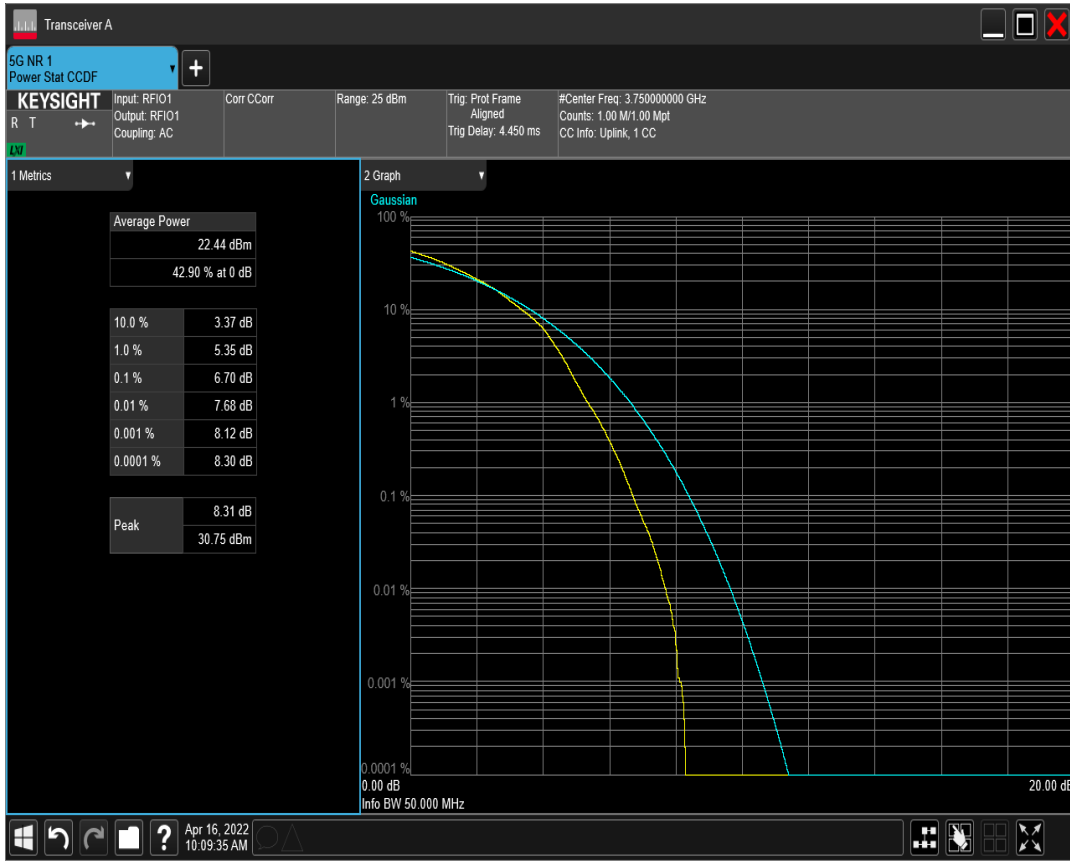 Transceiver A
5G NR 1
Power Stat CCDF
+
KEYSIGHT
R T
LXI
Input: RFIO1
Output: RFIO1
Coupling: AC
Corr CCorr
Range: 25 dBm
Trig: Prot Frame
Aligned
Trig Delay: 4.450 ms
#Center Freq: 3.750000000 GHz
Counts: 1.00 M/1.00 Mpt
CC Info: Uplink, 1 CC
1 Metrics
Average Power
22.44 dBm
42.90 % at 0 dB
10.0 % 3.37 dB
1.0 % 5.35 dB
0.1 % 6.70 dB
0.01 % 7.68 dB
0.001 % 8.12 dB
0.0001 % 8.30 dB
Peak
8.31 dB
30.75 dBm
2 Graph
Gaussian
100 %
10 %
1 %
0.1 %
0.01 %
0.001 %
0.0001 %
0.00 dB
20.00 dB
Info BW 50.000 MHz
?
Apr 16, 2022
10:09:35 AM